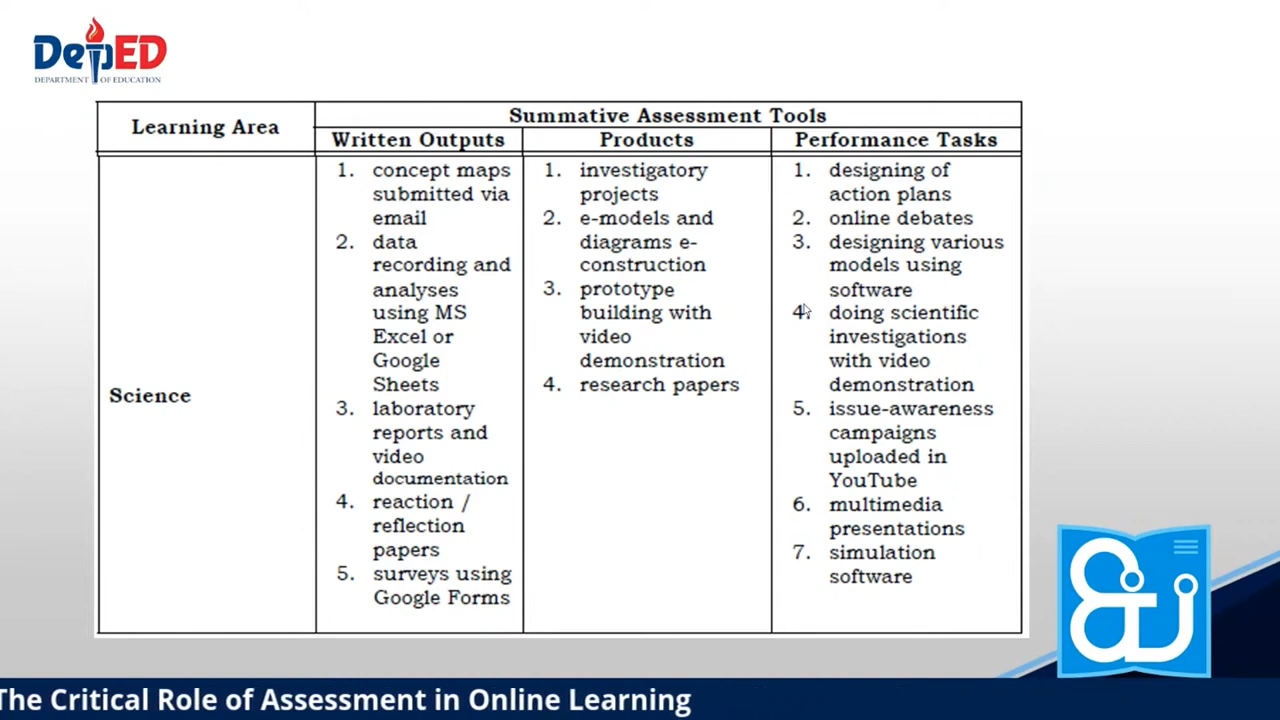 DepED
DEPARTMENT OF EDUCATION
Learning Area
Summative Assessment Tools
Written Outputs
Products
Performance Tasks
Science
1. concept maps
submitted via
email
2. data
recording and
analyses
using MS
Excel or
Google
Sheets
3. laboratory
reports and
video
documentation
4. reaction /
reflection
papers
5. surveys using
Google Forms
1. investigatory
projects
2. e-models and
diagrams e-
construction
3. prototype
building with
video
demonstration
4. research papers
1. designing of
action plans
2. online debates
3. designing various
models using
software
4. doing scientific
investigations
with video
demonstration
5. issue-awareness
campaigns
uploaded in
YouTube
6. multimedia
presentations
7. simulation
software
The Critical Role of Assessment in Online Learning